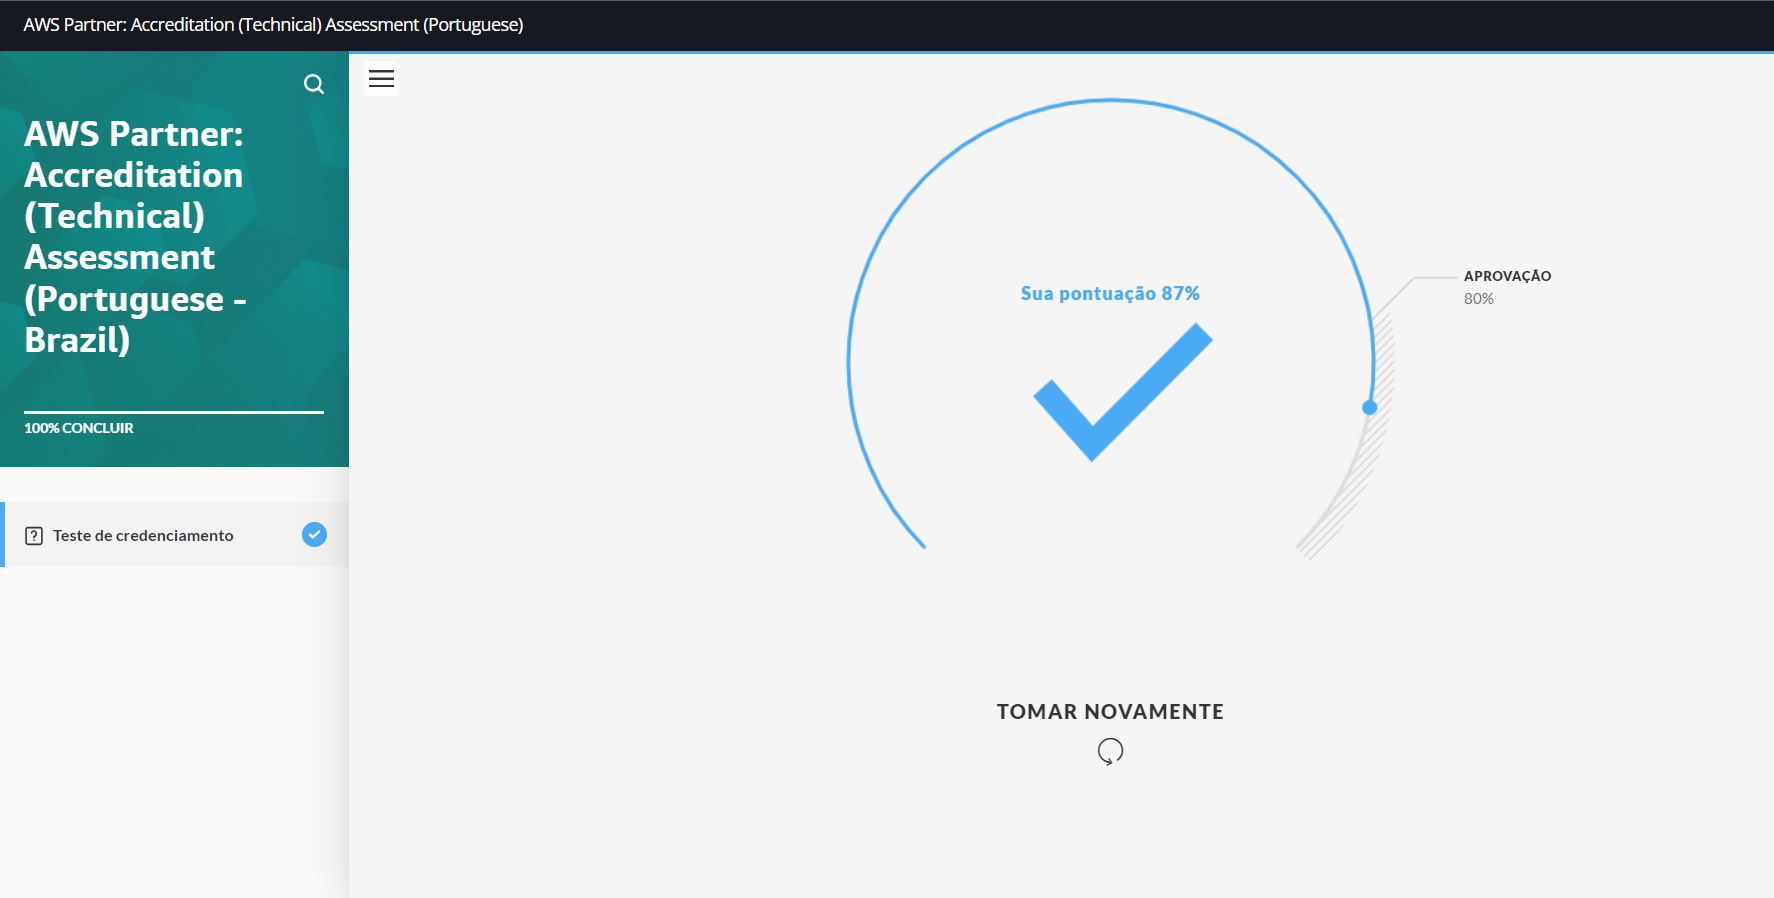 AWS Partner: Accreditation (Technical) Assessment (Portuguese)
AWS Partner:
Accreditation
(Technical)
Assessment
(Portuguese -
Brazil)
100% CONCLUIR
Teste de credenciamento
Sua pontuação 87%
APROVAÇÃO
80%
TOMAR NOVAMENTE